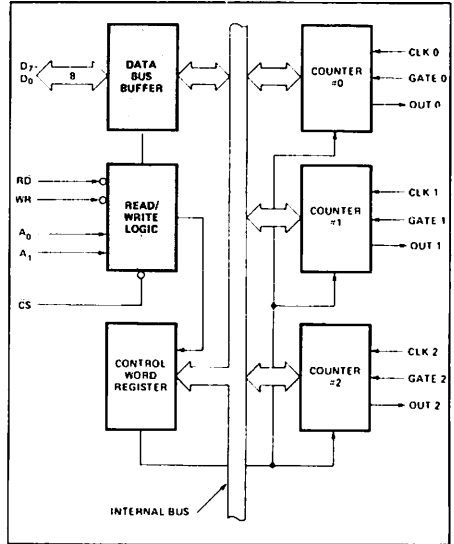 D7-
D0
8
DATA
BUS
BUFFER
RD
WR
A0
A1
CS
READ/
WRITE
LOGIC
CONTROL
WORD
REGISTER
INTERNAL BUS
COUNTER
#0
CLK 0
GATE 0
OUT 0
COUNTER
#1
CLK 1
GATE 1
OUT 1
COUNTER
#2
CLK 2
GATE 2
OUT 2